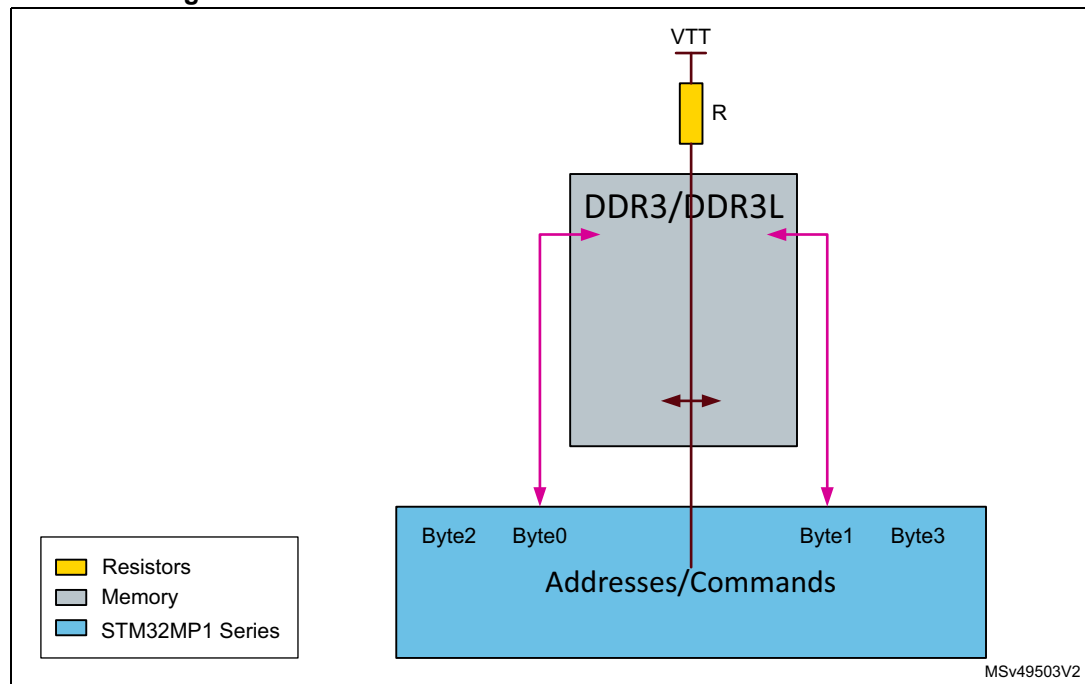 VTT
R
DDR3/DDR3L
Byte2 Byte0 Byte1 Byte3
Addresses/Commands
Resistors
Memory
STM32MP1 Series
MSv49503V2